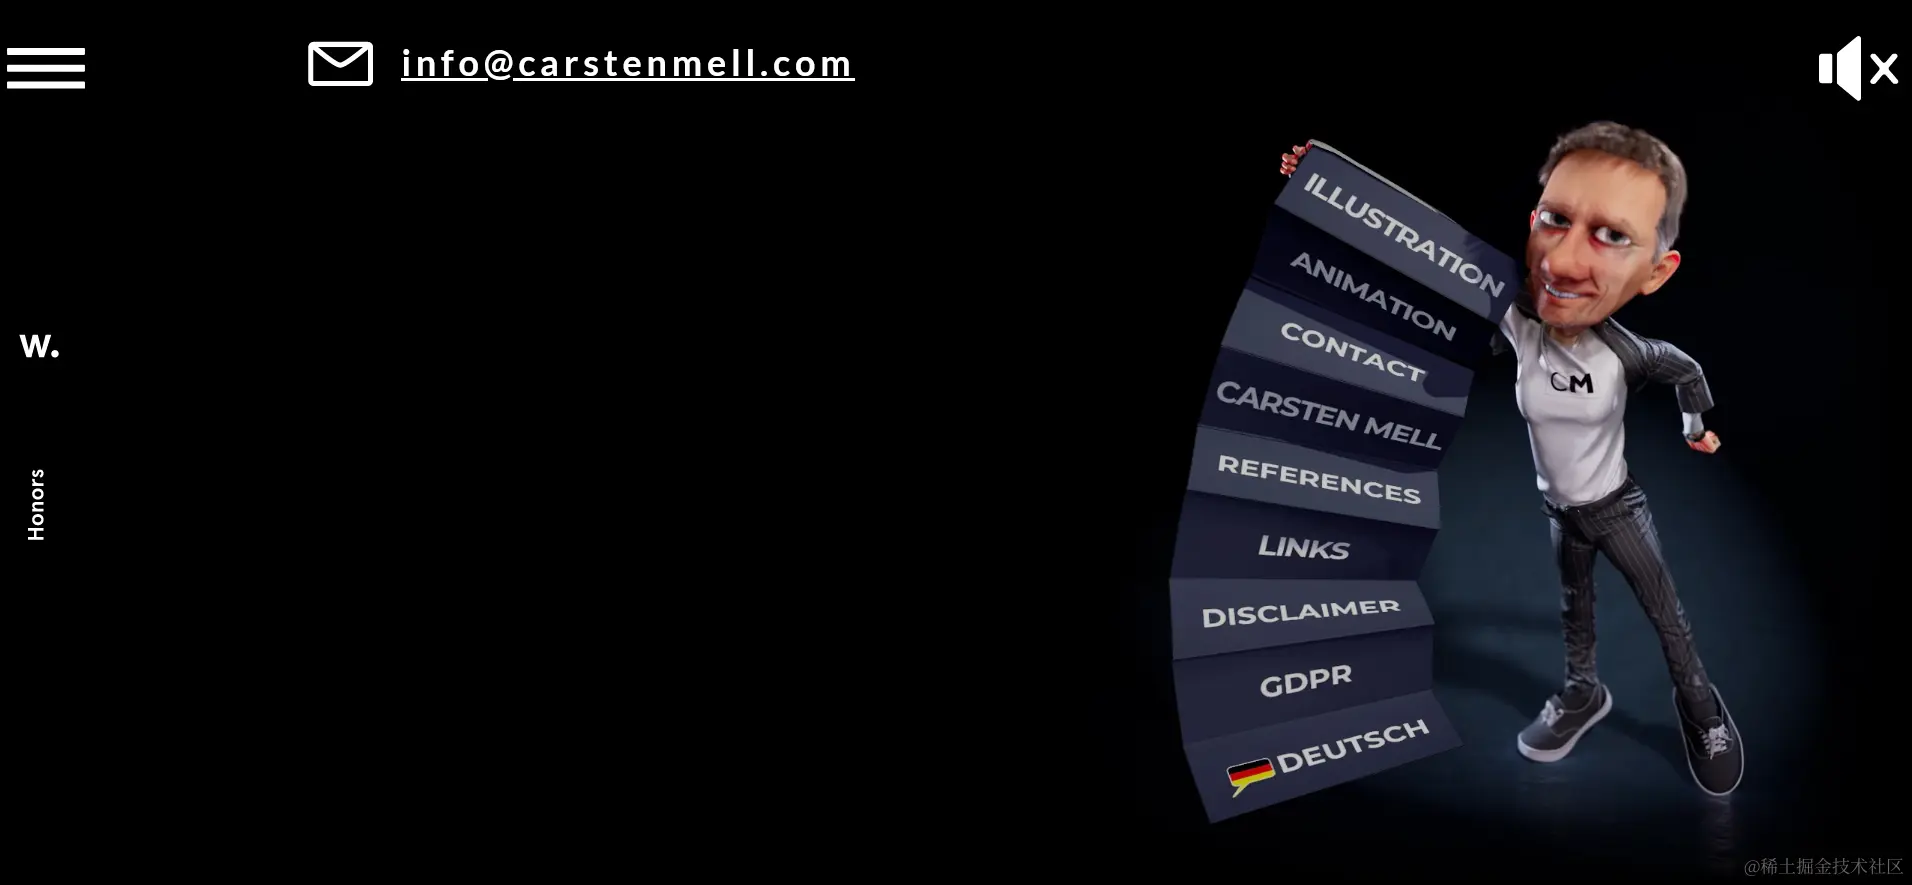 info@carstenmell.com
W.
Honors
ILLUSTRATION
ANIMATION
CONTACT
CARSTEN MELL
REFERENCES
LINKS
DISCLAIMER
GDPR
DEUTSCH
CM
@稀土掘金技术社区